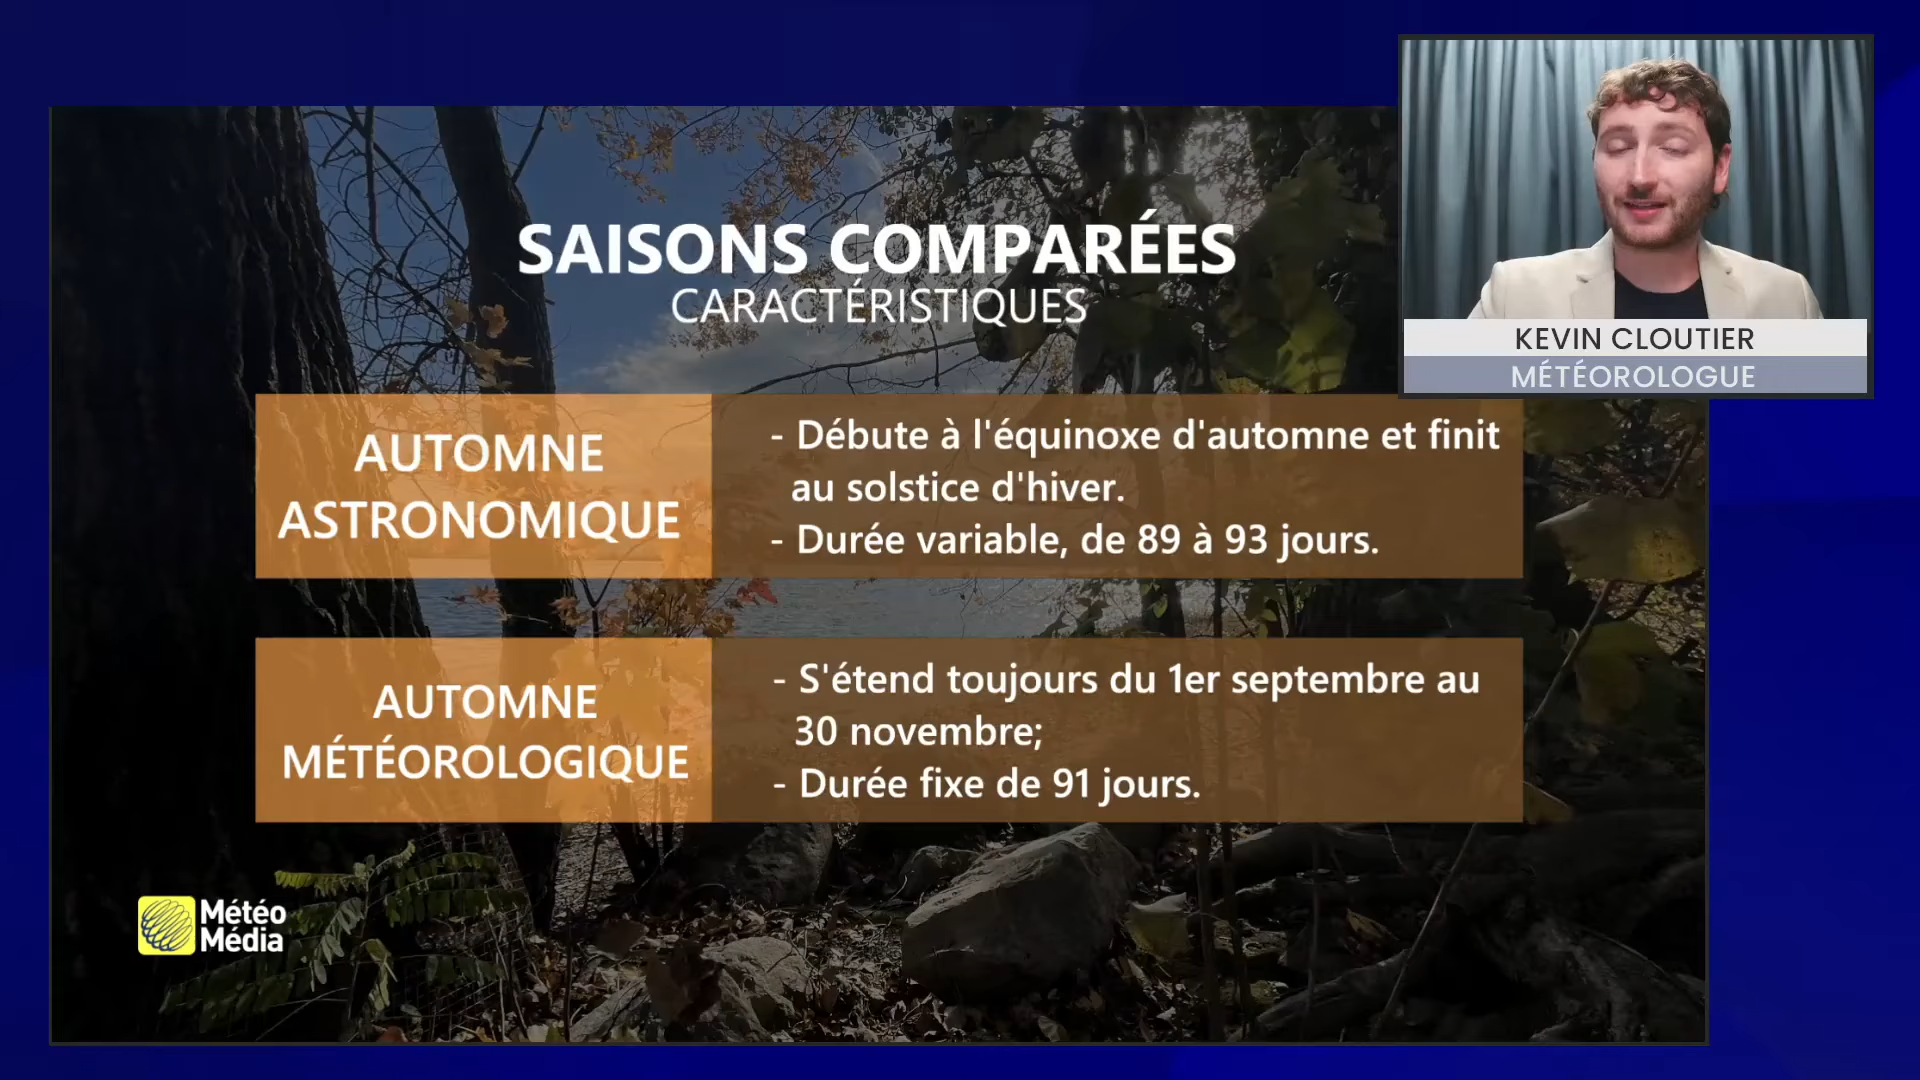 SAISONS COMPARÉES
CARACTÉRISTIQUES
AUTOMNE
ASTRONOMIQUE
- Débute à l'équinoxe d'automne et finit
au solstice d'hiver.
- Durée variable, de 89 à 93 jours.
AUTOMNE
MÉTÉOROLOGIQUE
- S'étend toujours du 1er septembre au
30 novembre;
- Durée fixe de 91 jours.
KEVIN CLOUTIER
MÉTÉOROLOGUE
Météo
Média